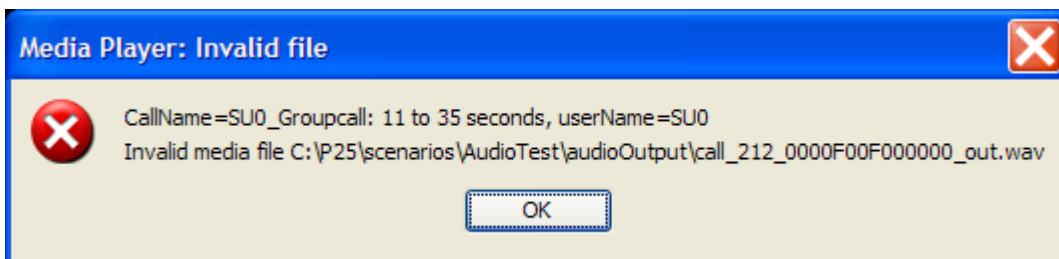 Media Player: Invalid file
CallName=SU0_Groupcall: 11 to 35 seconds, userName=SU0
Invalid media file C:\P25\scenarios\AudioTest\audioOutput\call_212_0000F00F000000_out.wav
OK